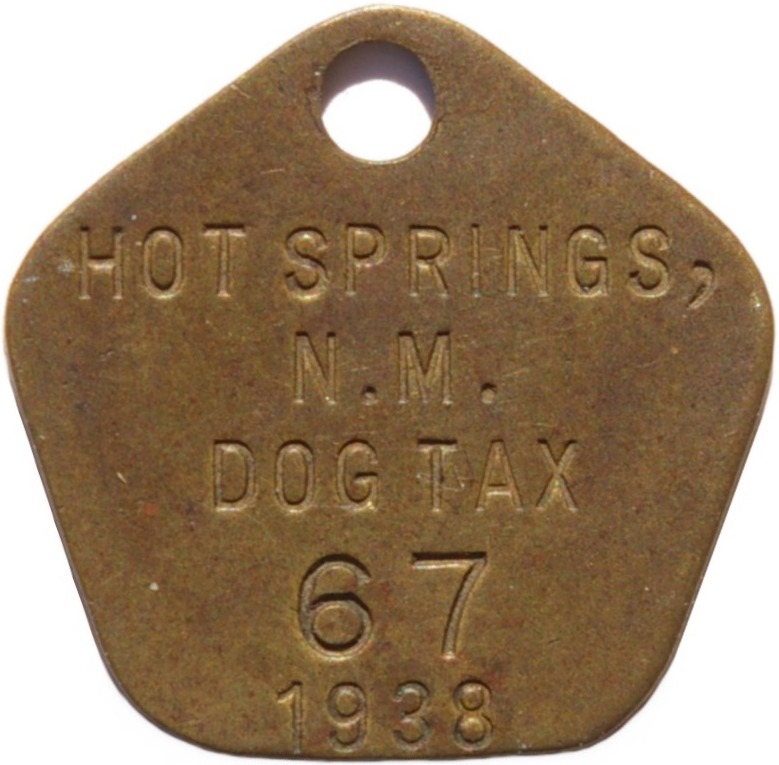 HOT SPRINGS,
N.M.
DOG TAX
67
1938